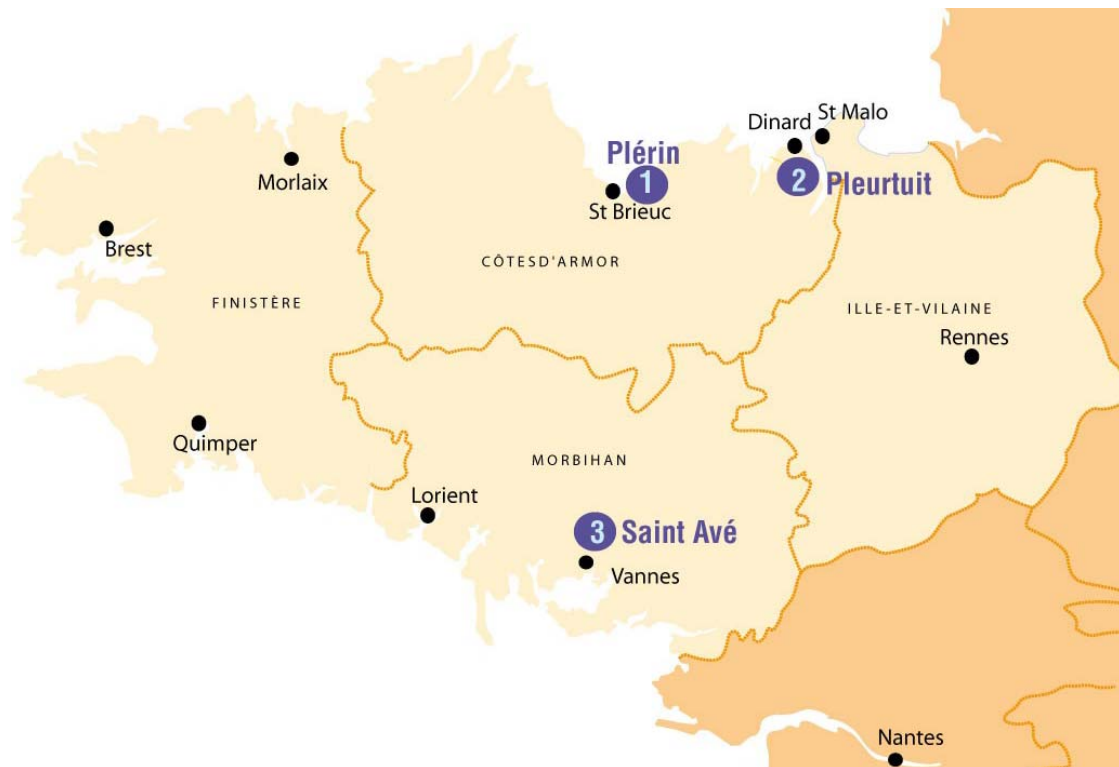 St Malo
Dinard
Plérin
1
2 Pleurtuit
Morlaix
St Brieuc
Brest
CÔTESD'ARMOR
FINISTÈRE
ILLE-ET-VILAINE
Rennes
Quimper
MORBIHAN
Lorient
3 Saint Avé
Vannes
Nantes